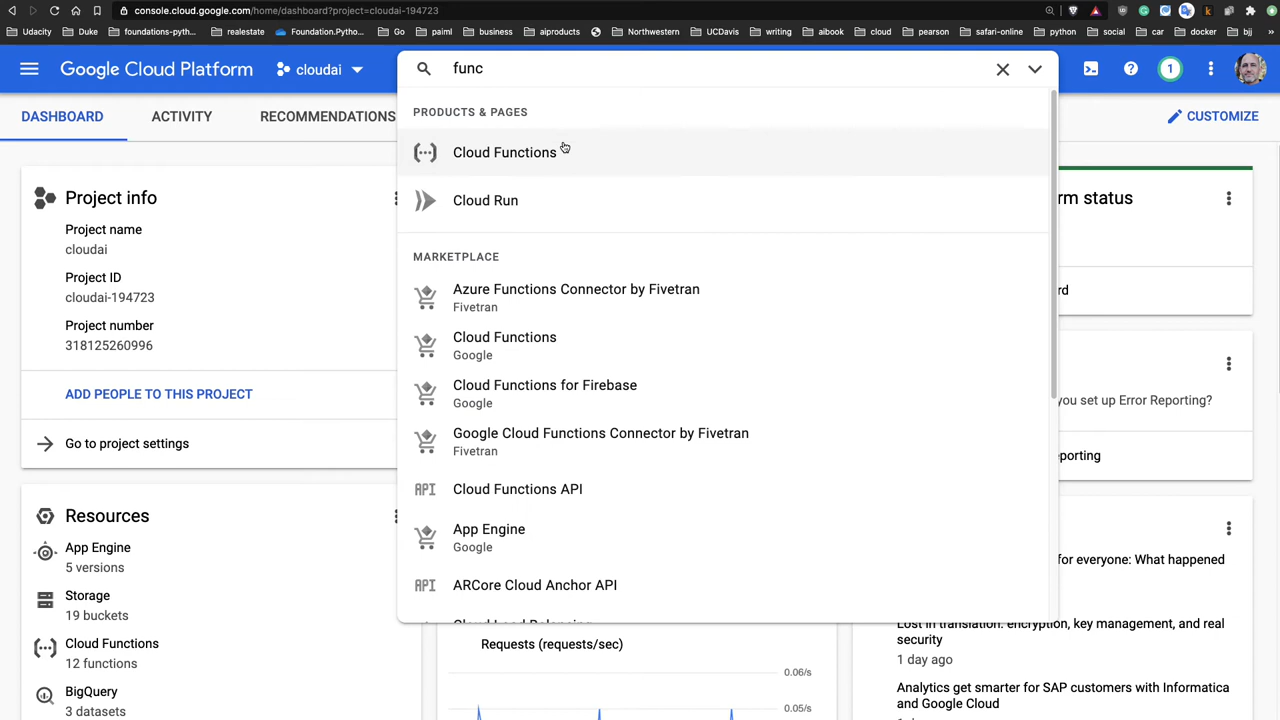 console.cloud.google.com/home/dashboard?project=cloudai-194723
Udacity
Duke
foundations-pyth...
realestate
Foundation.Pytho...
Go
paiml
business
aiproducts
Northwestern
UCDavis
writing
aibook
cloud
pearson
safari-online
python
social
car
docker
bjj
»
Google Cloud Platform
cloudai
func
1
DASHBOARD
ACTIVITY
RECOMMENDATIONS
CUSTOMIZE
PRODUCTS & PAGES
Cloud Functions
Cloud Run
MARKETPLACE
Azure Functions Connector by Fivetran
Fivetran
Cloud Functions
Google
Cloud Functions for Firebase
Google
Google Cloud Functions Connector by Fivetran
Fivetran
API Cloud Functions API
App Engine
Google
API ARCore Cloud Anchor API
Project info
Project name
cloudai
Project ID
cloudai-194723
Project number
318125260996
ADD PEOPLE TO THIS PROJECT
Go to project settings
Resources
App Engine
5 versions
Storage
19 buckets
Cloud Functions
12 functions
BigQuery
3 datasets
Requests (requests/sec)
0.06/s
0.05/s
rm status
rd
you set up Error Reporting?
eporting
for everyone: What happened
Lost in translation: encryption, key management, and real
security
1 day ago
Analytics get smarter for SAP customers with Informatica
and Google Cloud